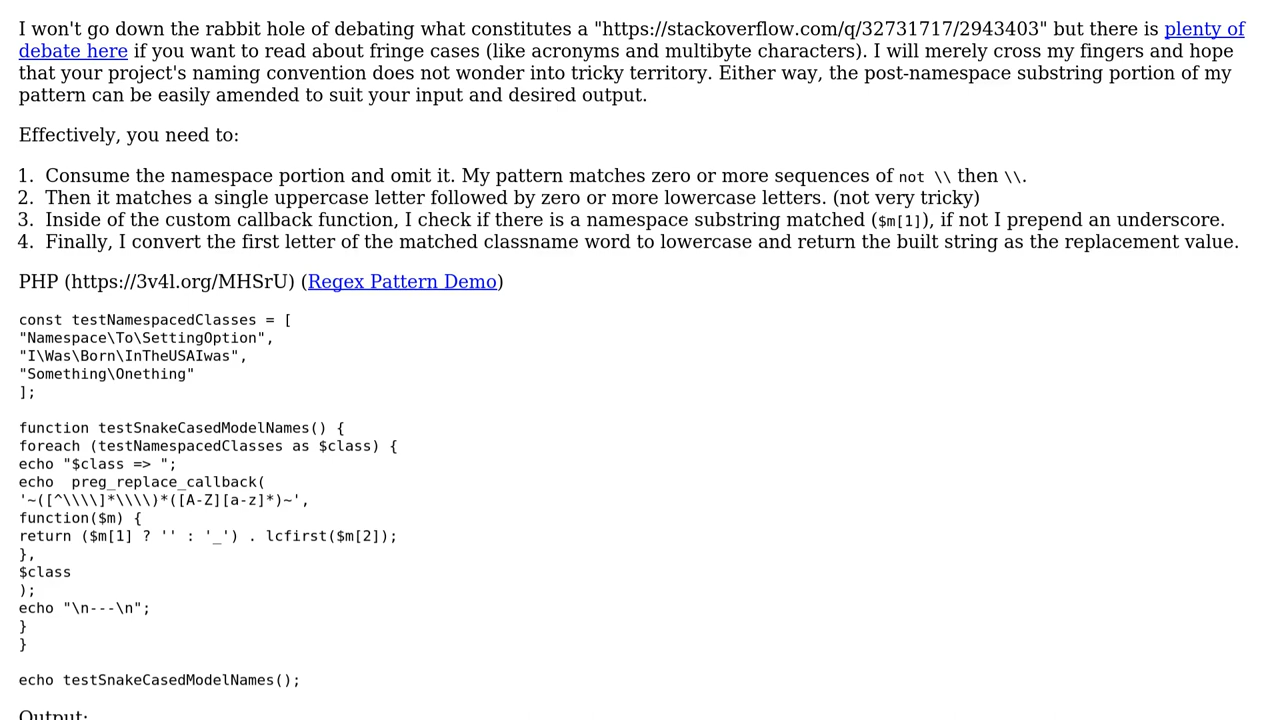 I won't go down the rabbit hole of debating what constitutes a "https://stackoverflow.com/q/32731717/2943403" but there is plenty of
debate here if you want to read about fringe cases (like acronyms and multibyte characters). I will merely cross my fingers and hope
that your project's naming convention does not wonder into tricky territory. Either way, the post-namespace substring portion of my
pattern can be easily amended to suit your input and desired output.
Effectively, you need to:
1. Consume the namespace portion and omit it. My pattern matches zero or more sequences of not \\ then \\.
2. Then it matches a single uppercase letter followed by zero or more lowercase letters. (not very tricky)
3. Inside of the custom callback function, I check if there is a namespace substring matched ($m[1]), if not I prepend an underscore.
4. Finally, I convert the first letter of the matched classname word to lowercase and return the built string as the replacement value.
PHP (https://3v4l.org/MHSrU) (Regex Pattern Demo)
const testNamespacedClasses = [
"Namespace\To\SettingOption",
"I\Was\Born\InTheUSAIwas",
"Something\Onething"
];
function testSnakeCasedModelNames() {
foreach (testNamespacedClasses as $class) {
echo "$class => ";
echo  preg_replace_callback(
'~([^\\\\]*\\\\)*([A-Z][a-z]*)~',
function($m) {
return ($m[1] ? '' : '_') . lcfirst($m[2]);
},
$class
);
echo "\n---\n";
}
}
echo testSnakeCasedModelNames();
Output: